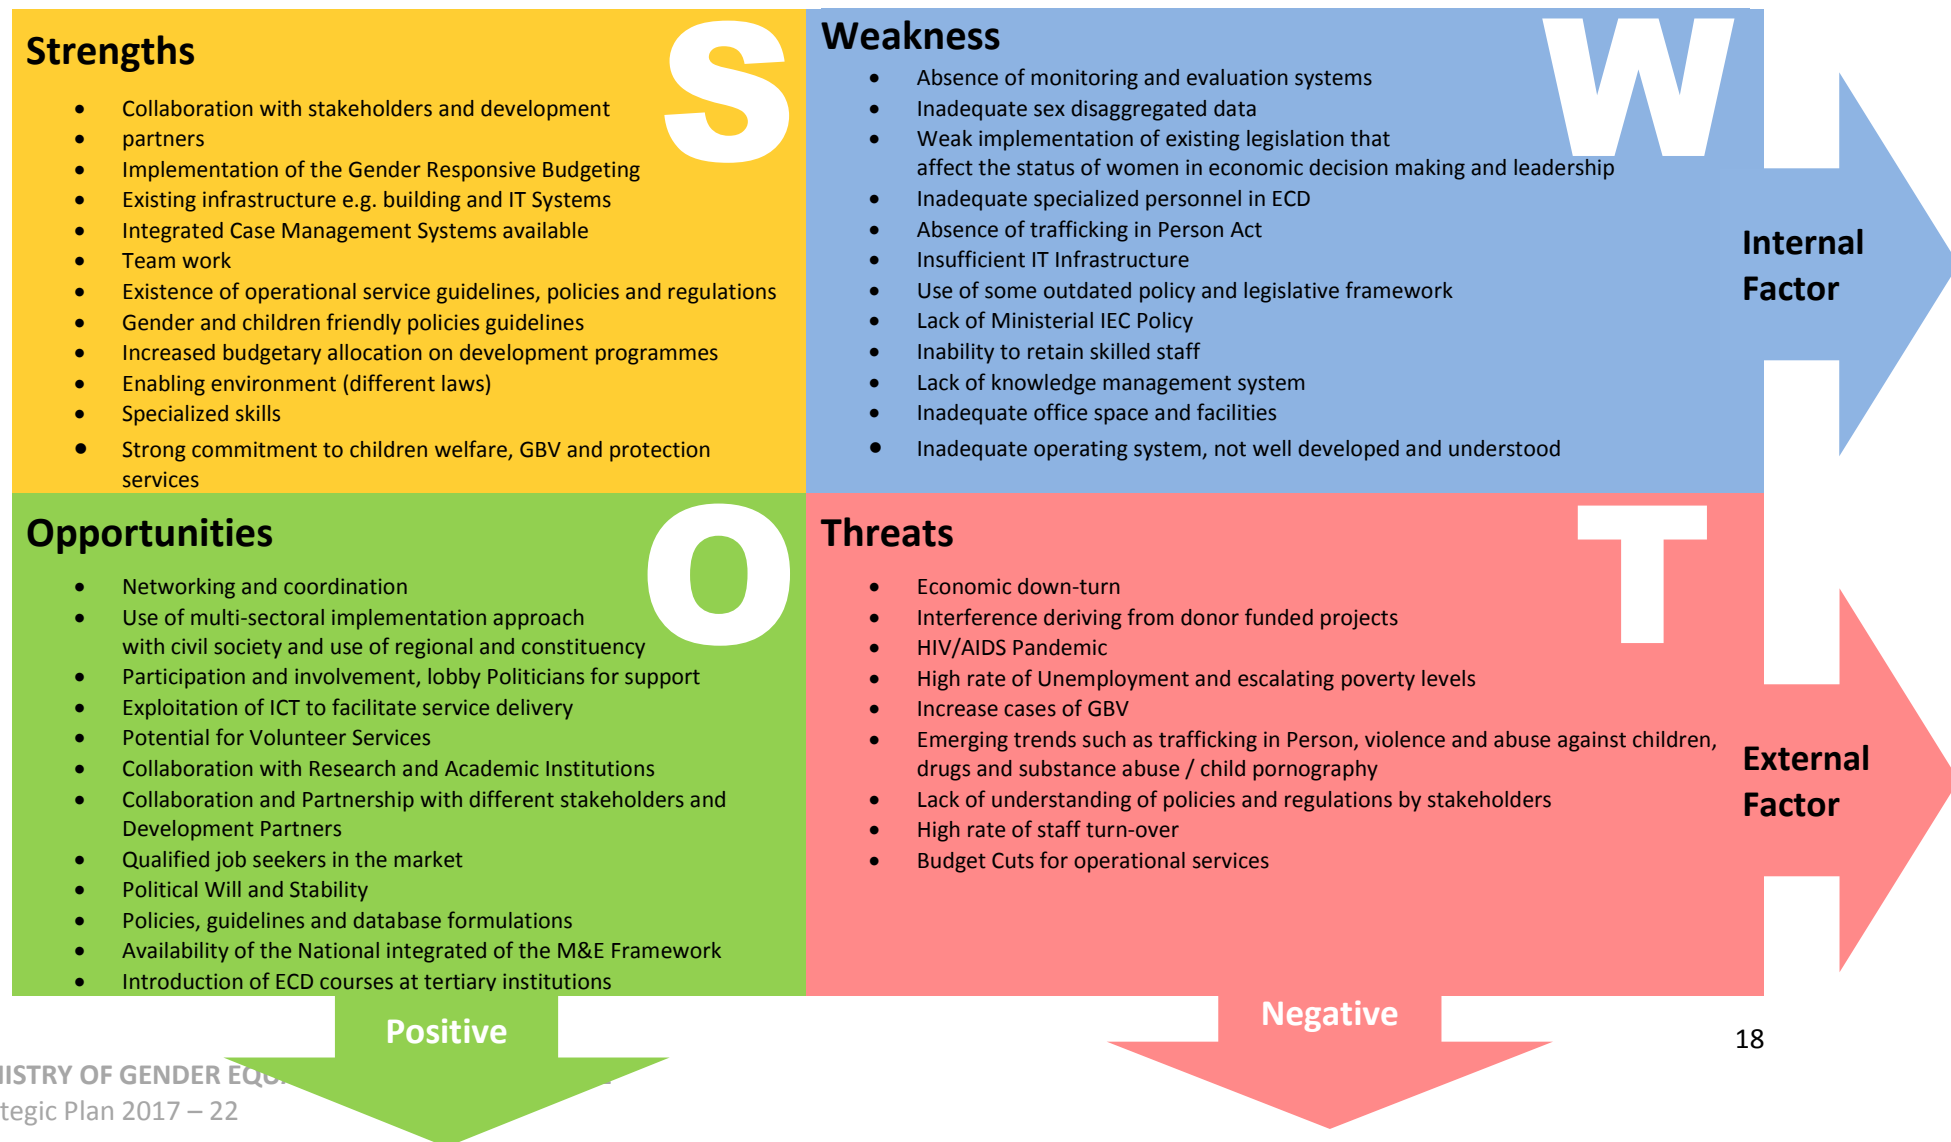 Strengths
S
• Collaboration with stakeholders and development
• partners
• Implementation of the Gender Responsive Budgeting
• Existing infrastructure e.g. building and IT Systems
• Integrated Case Management Systems available
• Team work
• Existence of operational service guidelines, policies and regulations
• Gender and children friendly policies guidelines
• Increased budgetary allocation on development programmes
• Enabling environment (different laws)
• Specialized skills
• Strong commitment to children welfare, GBV and protection
services
Weakness
W
• Absence of monitoring and evaluation systems
• Inadequate sex disaggregated data
• Weak implementation of existing legislation that
affect the status of women in economic decision making and leadership
• Inadequate specialized personnel in ECD
• Absence of trafficking in Person Act
• Insufficient IT Infrastructure
• Use of some outdated policy and legislative framework
• Lack of Ministerial IEC Policy
• Inability to retain skilled staff
• Lack of knowledge management system
• Inadequate office space and facilities
• Inadequate operating system, not well developed and understood
Internal
Factor
Opportunities
O
• Networking and coordination
• Use of multi-sectoral implementation approach
with civil society and use of regional and constituency
• Participation and involvement, lobby Politicians for support
• Exploitation of ICT to facilitate service delivery
• Potential for Volunteer Services
• Collaboration with Research and Academic Institutions
• Collaboration and Partnership with different stakeholders and
Development Partners
• Qualified job seekers in the market
• Political Will and Stability
• Policies, guidelines and database formulations
• Availability of the National integrated of the M&E Framework
• Introduction of ECD courses at tertiary institutions
Threats
T
• Economic down-turn
• Interference deriving from donor funded projects
• HIV/AIDS Pandemic
• High rate of Unemployment and escalating poverty levels
• Increase cases of GBV
• Emerging trends such as trafficking in Person, violence and abuse against children,
drugs and substance abuse / child pornography
• Lack of understanding of policies and regulations by stakeholders
• High rate of staff turn-over
• Budget Cuts for operational services
External
Factor
Positive
Negative
18
OF GENDER
Plan 2017 – 22